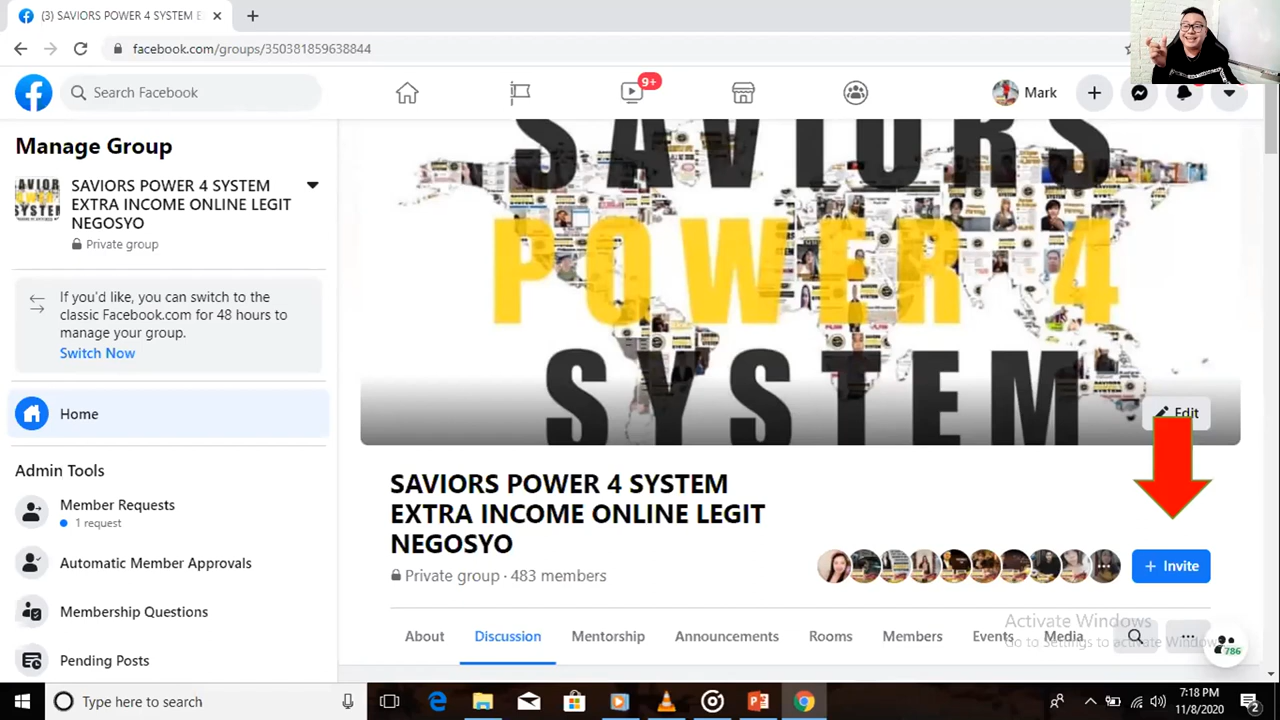 (3) SAVIORS POWER 4 SYSTEM E
facebook.com/groups/350381859638844
Search Facebook
9+
Mark
Manage Group
SAVIORS POWER 4 SYSTEM
EXTRA INCOME ONLINE LEGIT
NEGOSYO
Private group
If you'd like, you can switch to the
classic Facebook.com for 48 hours to
manage your group.
Switch Now
Home
Admin Tools
Member Requests
1 request
Automatic Member Approvals
Membership Questions
Pending Posts
SAVIORS
POWER 4
SYSTEM
Edit
SAVIORS POWER 4 SYSTEM
EXTRA INCOME ONLINE LEGIT
NEGOSYO
Private group · 483 members
+ Invite
About Discussion Mentorship Announcements Rooms Members Events Media
Activate Windows
Go to Settings to activate Windows
786
Type here to search
7:18 PM
11/8/2020
2